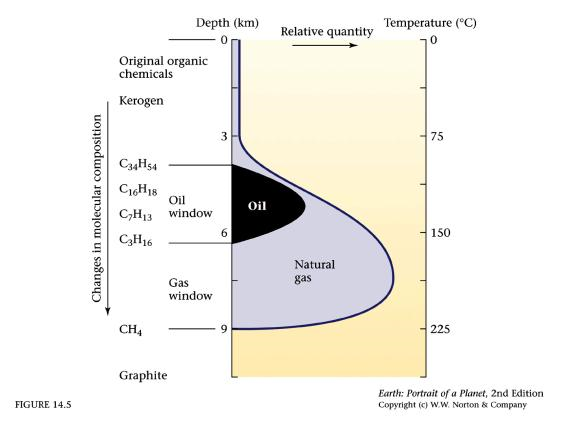 Depth (km)
Relative quantity
Temperature (°C)
0
0
Original organic
chemicals
Kerogen
3
75
C34H54
C16H18
C7H13
C3H16
Oil
window
Oil
6
150
Changes in molecular composition
Natural
gas
Gas
window
CH4
9
225
Graphite
FIGURE 14.5
Earth: Portrait of a Planet, 2nd Edition
Copyright (c) W.W. Norton & Company